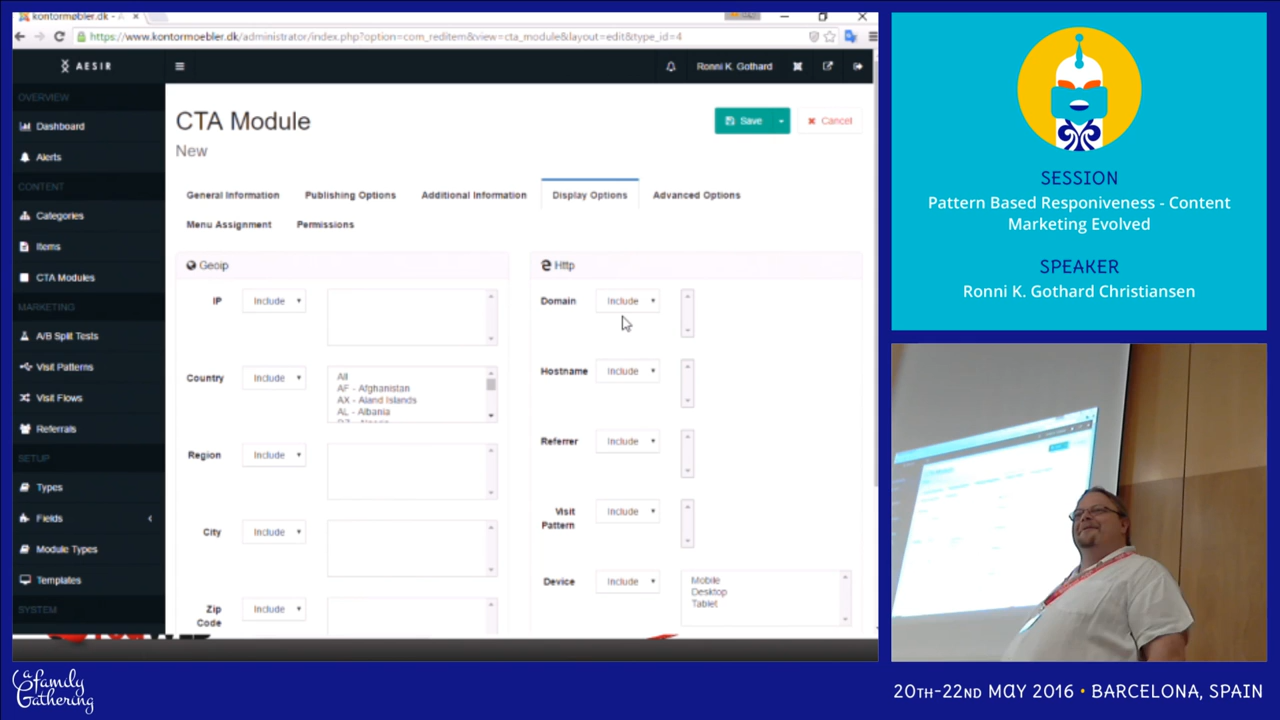 kontormøbler.dk - A
https://www.kontormoebler.dk/administrator/index.php?option=com_reditem&view=cta_module&layout=edit&type_id=4
AESIR
Ronni K. Gothard
OVERVIEW
Dashboard
Alerts
CONTENT
Categories
Items
CTA Modules
MARKETING
A/B Split Tests
Visit Patterns
Visit Flows
Referrals
SETUP
Types
Fields
Module Types
Templates
SYSTEM
CTA Module
New
Save
Cancel
General Information
Publishing Options
Additional Information
Display Options
Advanced Options
Menu Assignment
Permissions
Geoip
IP
Include
Country
Include
All
AF - Afghanistan
AX - Aland Islands
AL - Albania
Region
Include
City
Include
Zip
Code
Include
Http
Domain
Include
Hostname
Include
Referrer
Include
Visit
Pattern
Include
Device
Include
Mobile
Desktop
Tablet
SESSION
Pattern Based Responiveness - Content
Marketing Evolved
SPEAKER
Ronni K. Gothard Christiansen
a family
Gathering
20TH-22ND MAY 2016 • BARCELONA, SPAIN